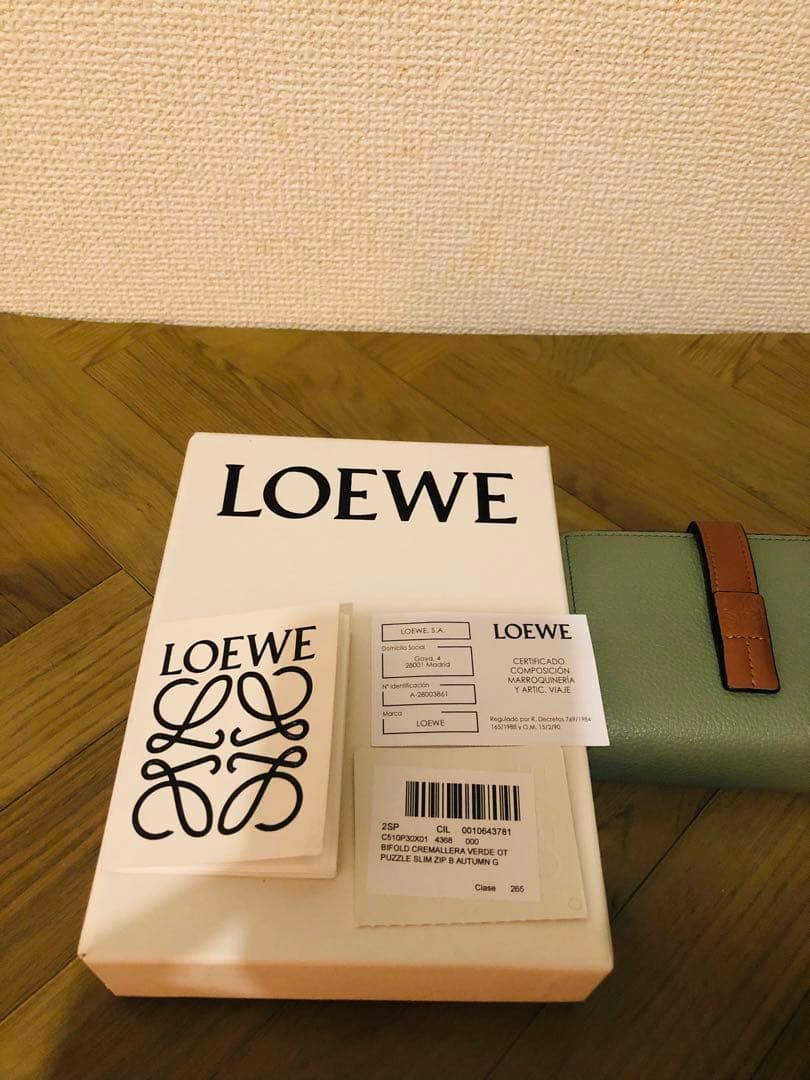 LOEWE
LOEWE
LOEWE, S.A.
Domicilio Social
Goya, 4
28001 Madrid
Nº identificación
A-28003861
Marca
LOEWE
LOEWE
CERTIFICADO
COMPOSICIÓN
MARROQUINERÍA
Y ARTIC. VIAJE
Regulado por R. Decretos 769/1984
165/1988 y O.M. 15/2/90
2SP CIL 0010643781
C510P30X01 4368 000
BIFOLD CREMALLERA VERDE OT
PUZZLE SLIM ZIP B AUTUMN G
Clase 265